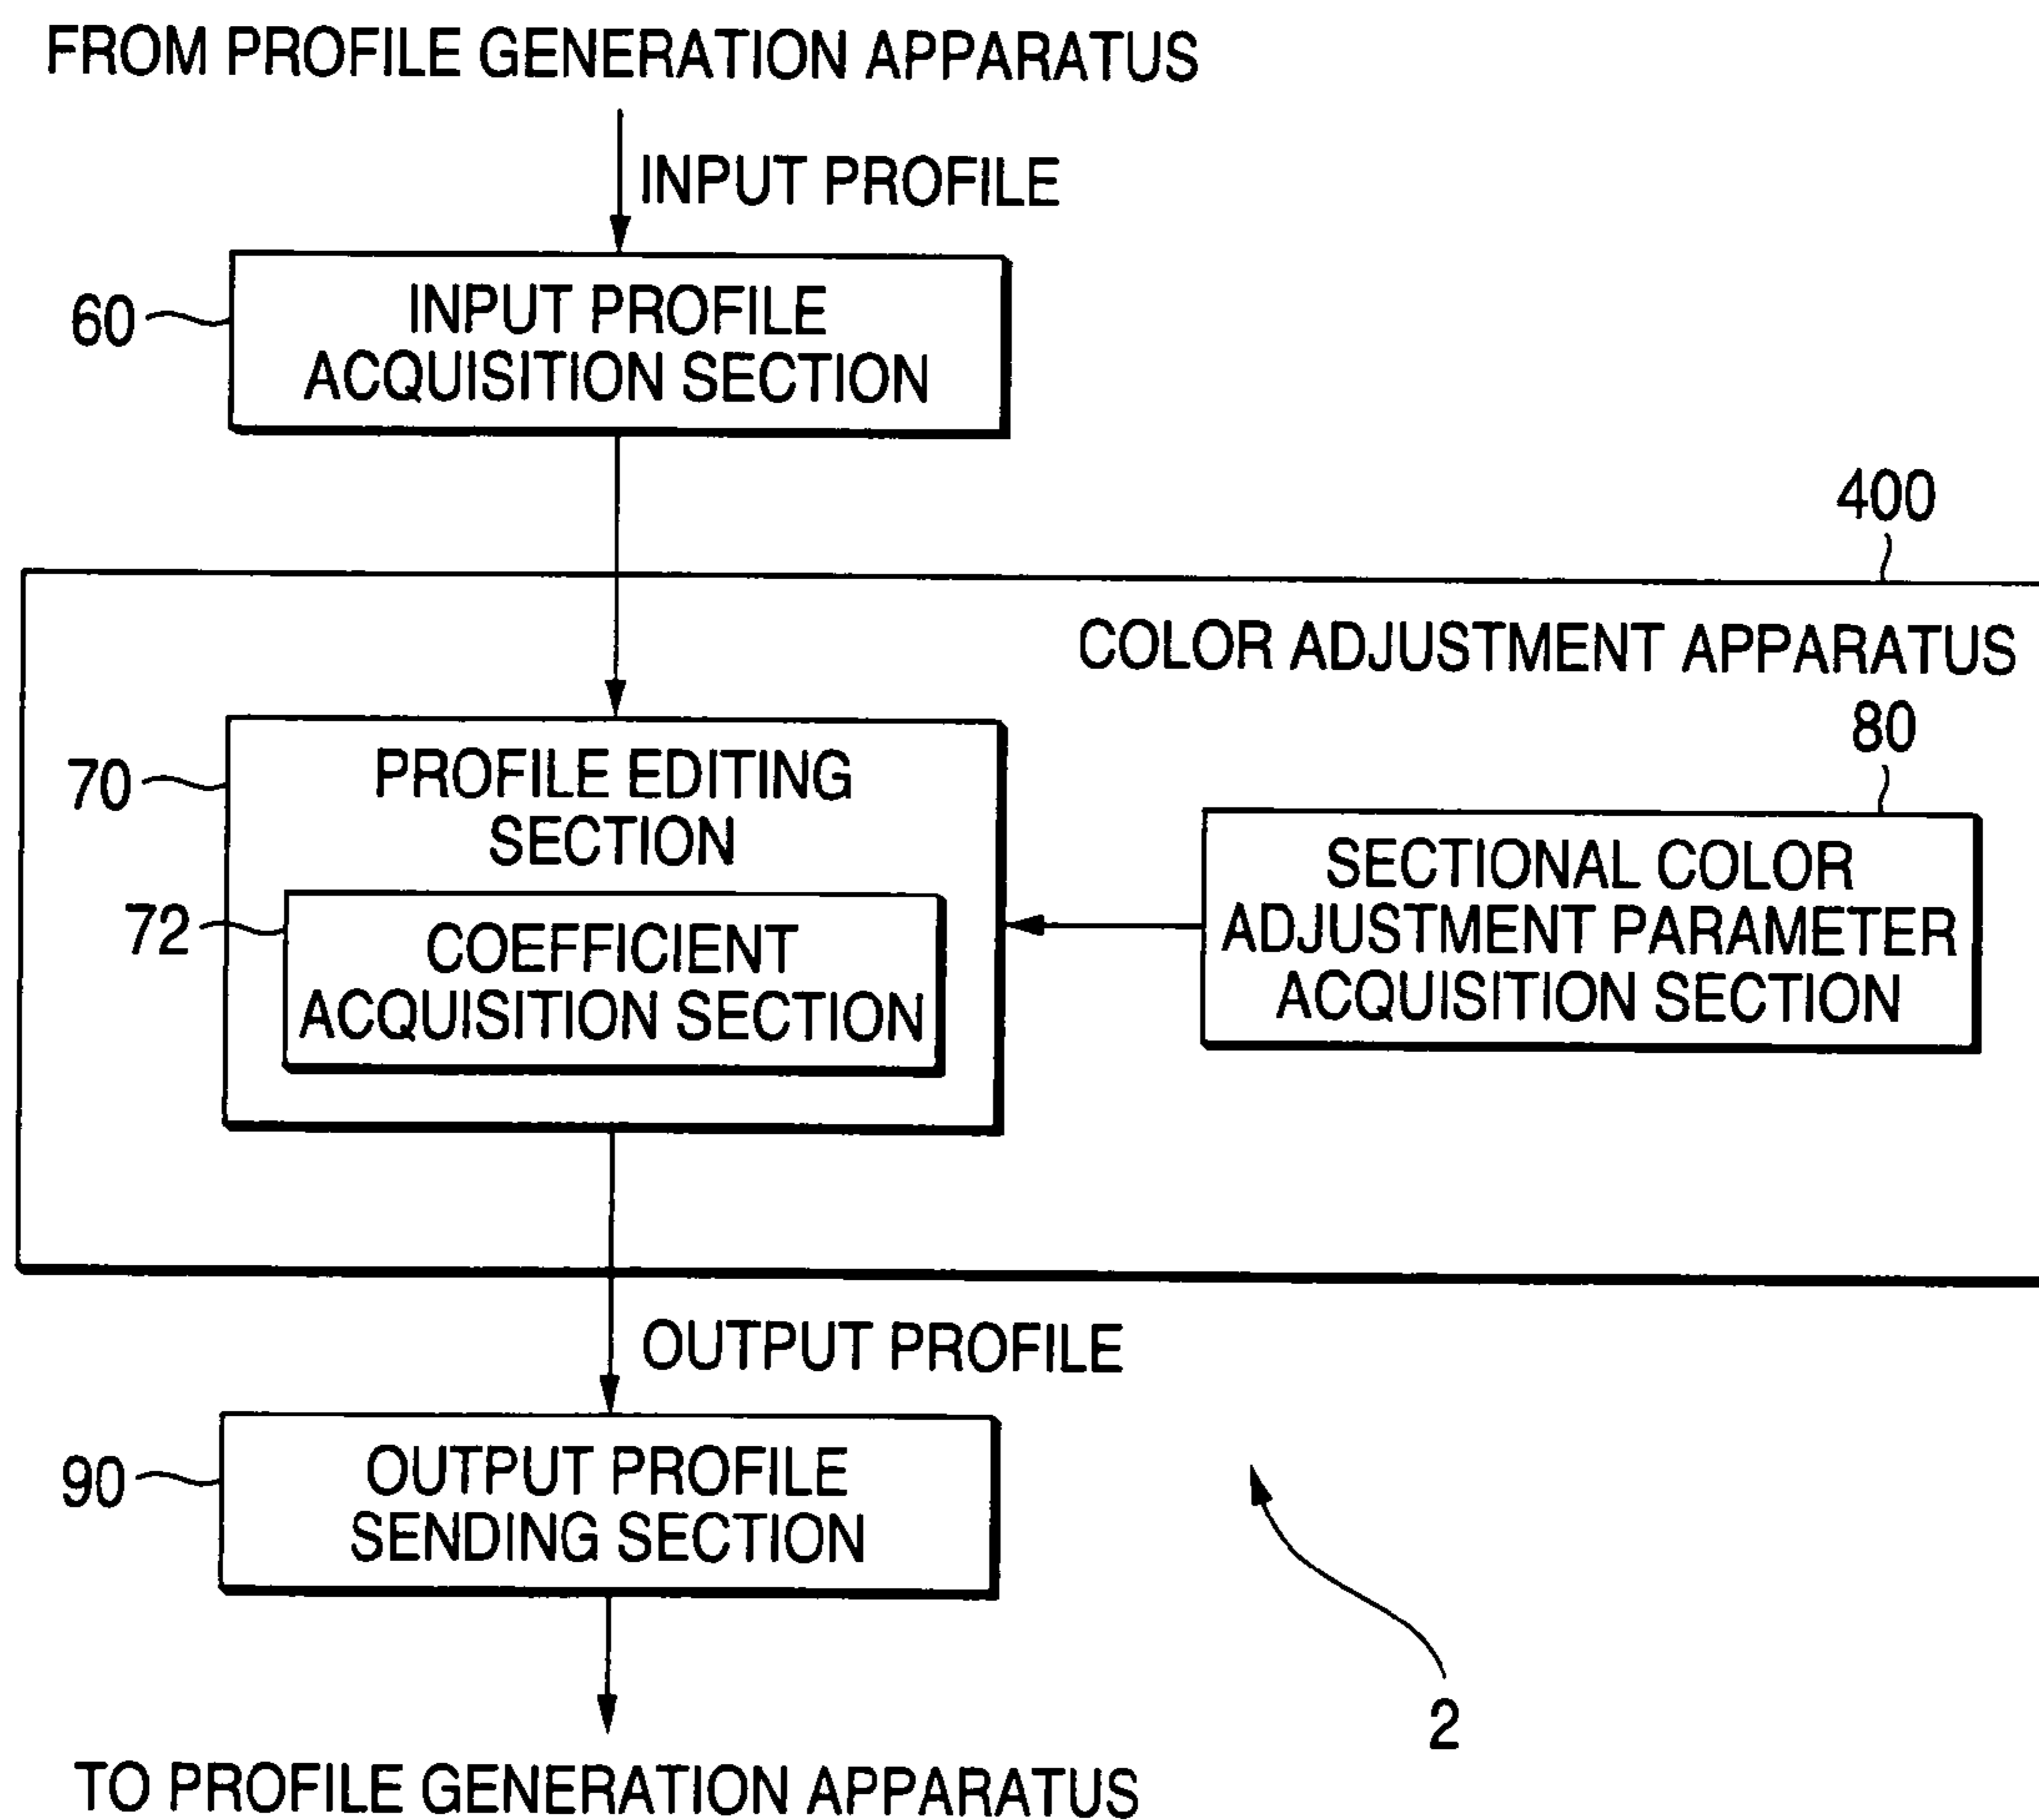 FROM PROFILE GENERATION APPARATUS
INPUT PROFILE
60
INPUT PROFILE
ACQUISITION SECTION
400
COLOR ADJUSTMENT APPARATUS
70
PROFILE EDITING
SECTION
80
SECTIONAL COLOR
ADJUSTMENT PARAMETER
ACQUISITION SECTION
72
COEFFICIENT
ACQUISITION SECTION
OUTPUT PROFILE
90
OUTPUT PROFILE
SENDING SECTION
2
TO PROFILE GENERATION APPARATUS